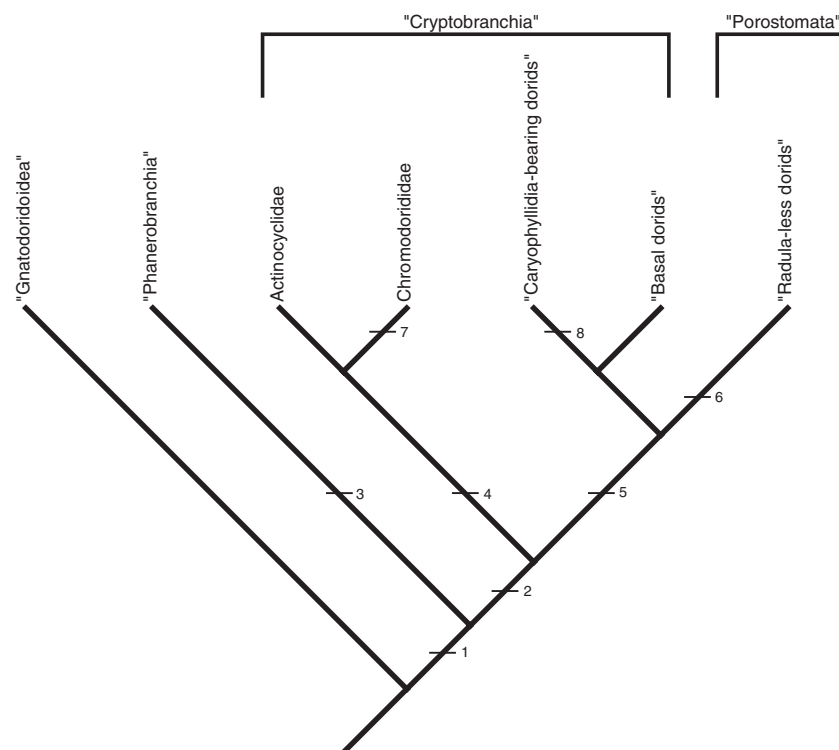 "Cryptobranchia"
"Porostomata"
"Gnatodoridoidea"
"Phanerobranchia"
Actinocyclidae
Chromodorididae
"Caryophyllidia-bearing dorids"
"Basal dorids"
"Radula-less dorids"
7
8
6
3
4
5
2
1